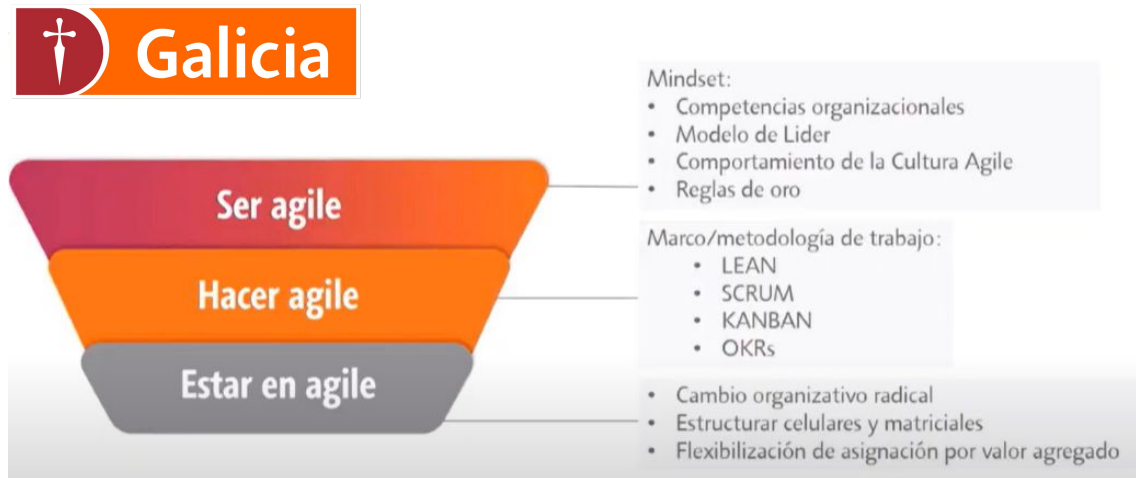 Galicia
Mindset:
• Competencias organizacionales
• Modelo de Lider
• Comportamiento de la Cultura Agile
• Reglas de oro
Ser agile
Marco/metodología de trabajo:
• LEAN
• SCRUM
• KANBAN
• OKRs
Hacer agile
Estar en agile
• Cambio organizativo radical
• Estructurar celulares y matriciales
• Flexibilización de asignación por valor agregado